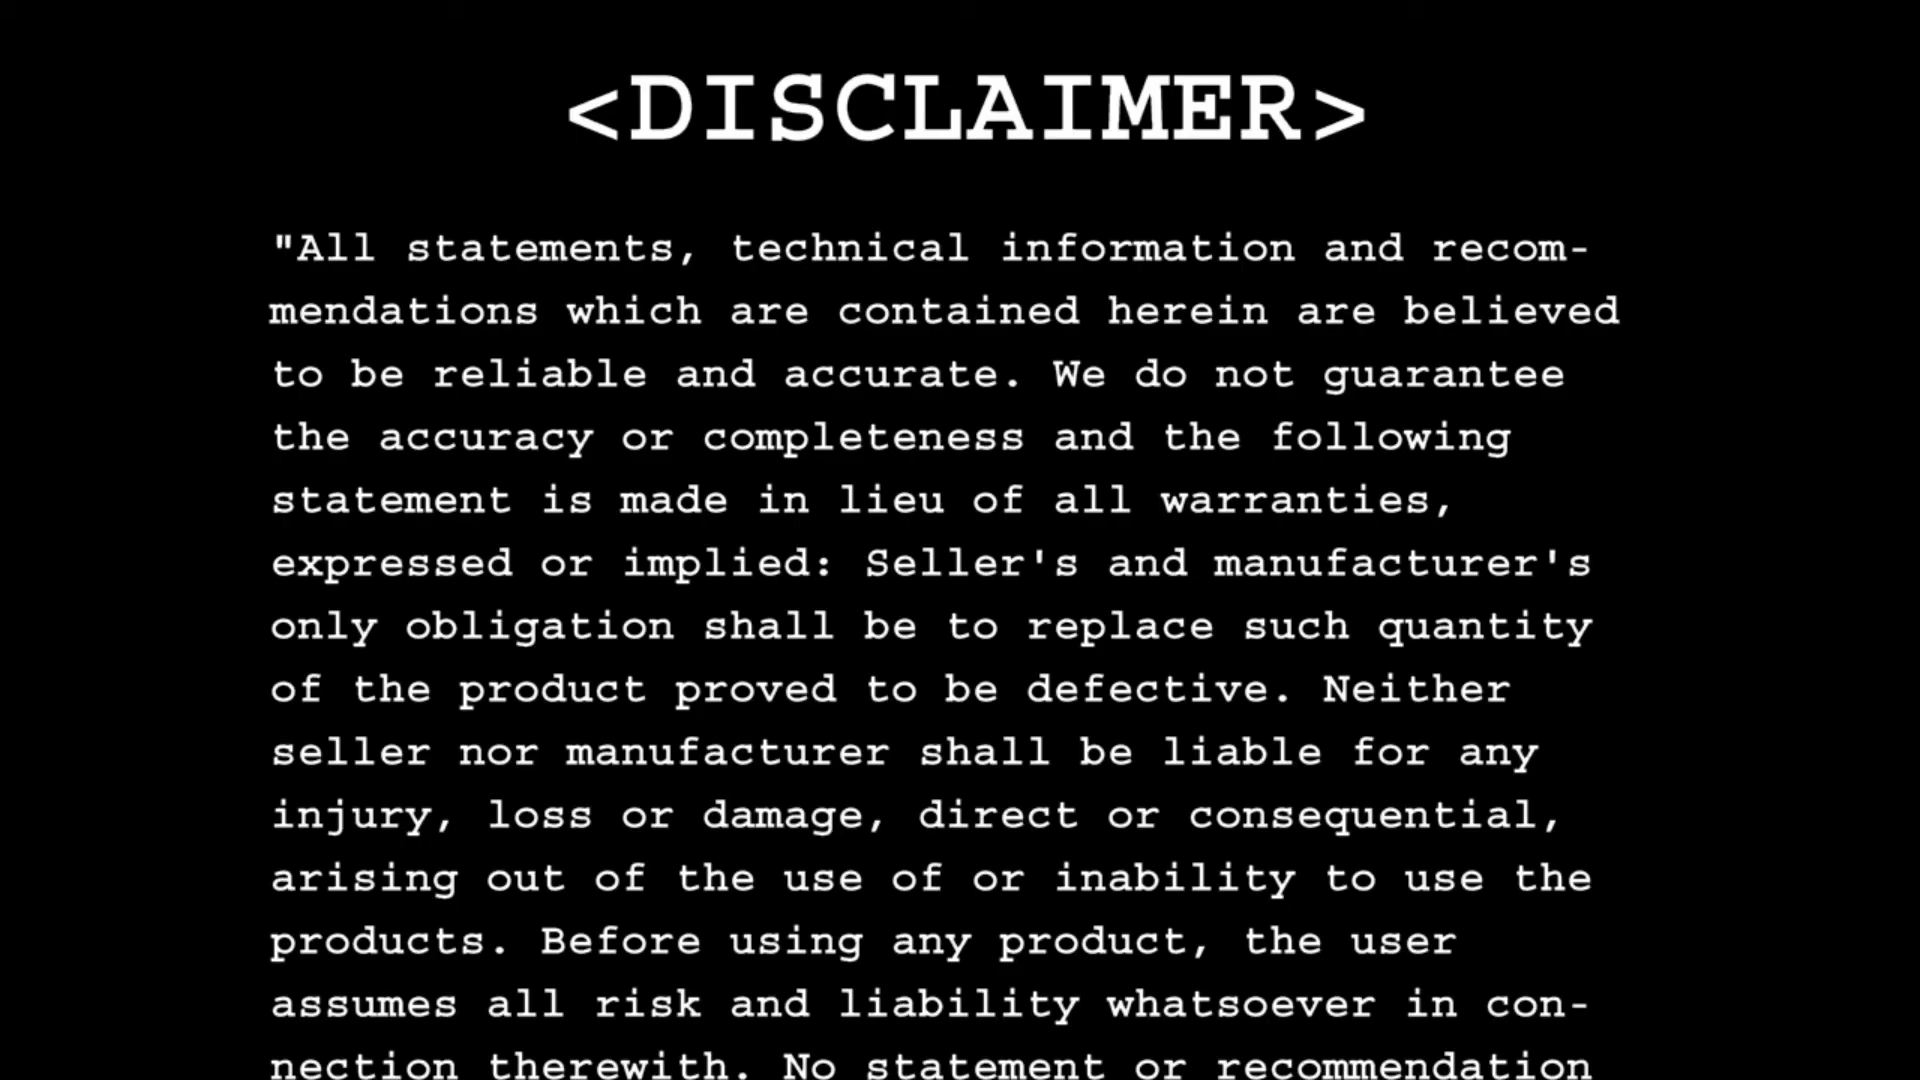 <DISCLAIMER>
"All statements, technical information and recom-
mendations which are contained herein are believed
to be reliable and accurate. We do not guarantee
the accuracy or completeness and the following
statement is made in lieu of all warranties,
expressed or implied: Seller's and manufacturer's
only obligation shall be to replace such quantity
of the product proved to be defective. Neither
seller nor manufacturer shall be liable for any
injury, loss or damage, direct or consequential,
arising out of the use of or inability to use the
products. Before using any product, the user
assumes all risk and liability whatsoever in con-
nection therewith. No statement or recommendation